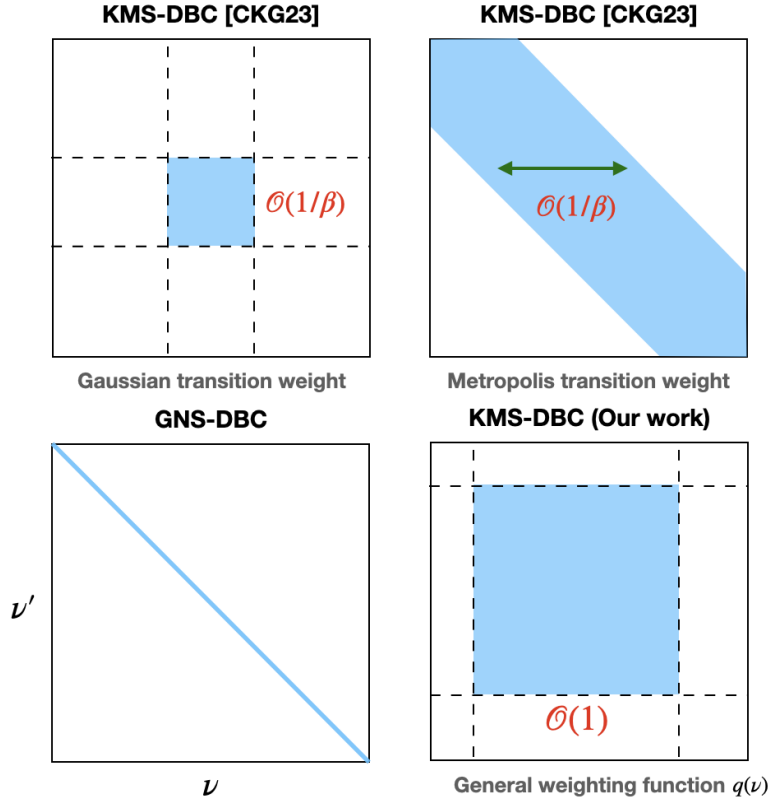 KMS-DBC [CKG23]
KMS-DBC [CKG23]
𝒪(1/β)
𝒪(1/β)
Gaussian transition weight
Metropolis transition weight
GNS-DBC
KMS-DBC (Our work)
ν′
𝒪(1)
ν
General weighting function q(ν)